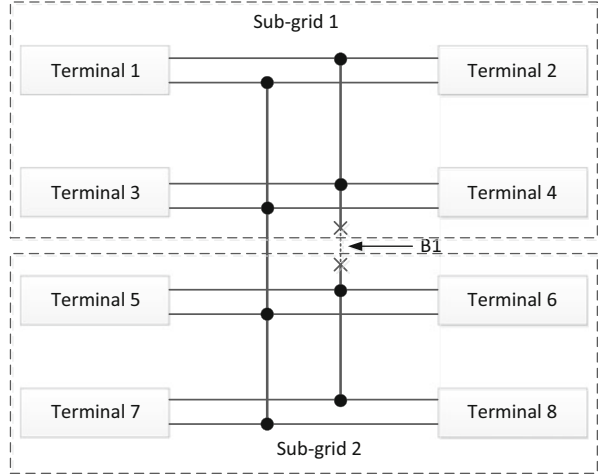 Sub-grid 1
Terminal 1
Terminal 2
Terminal 3
Terminal 4
B1
Terminal 5
Terminal 6
Terminal 7
Terminal 8
Sub-grid 2